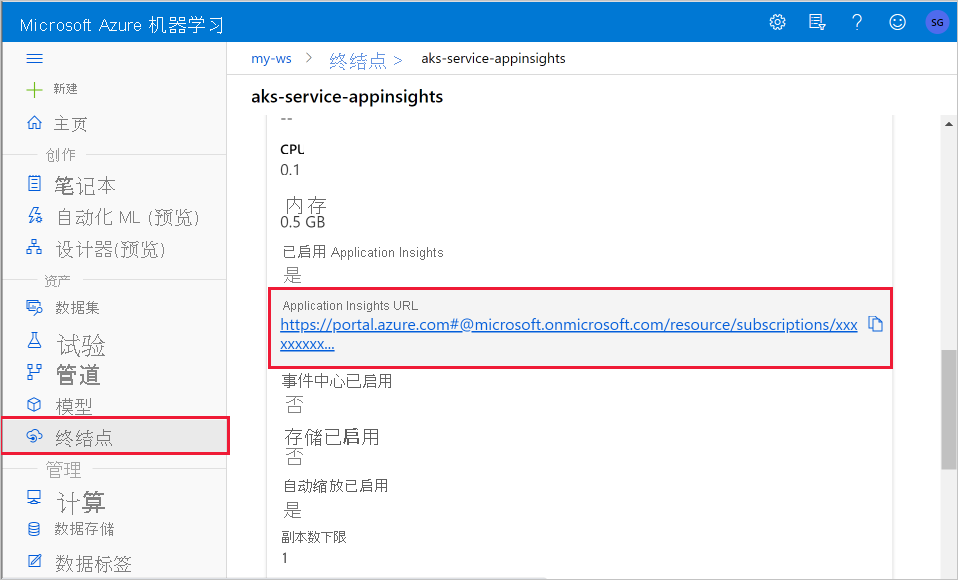 Microsoft Azure 机器学习
SG
新建
主页
创作
笔记本
自动化 ML (预览)
设计器(预览)
资产
数据集
试验
管道
模型
终结点
管理
计算
数据存储
数据标签
my-ws > 终结点 > aks-service-appinsights
aks-service-appinsights
--
CPU
0.1
内存
0.5 GB
已启用 Application Insights
是
Application Insights URL
https://portal.azure.com#@microsoft.onmicrosoft.com/resource/subscriptions/xxx
xxxxxxxx...
事件中心已启用
否
存储已启用
否
自动缩放已启用
是
副本数下限
1